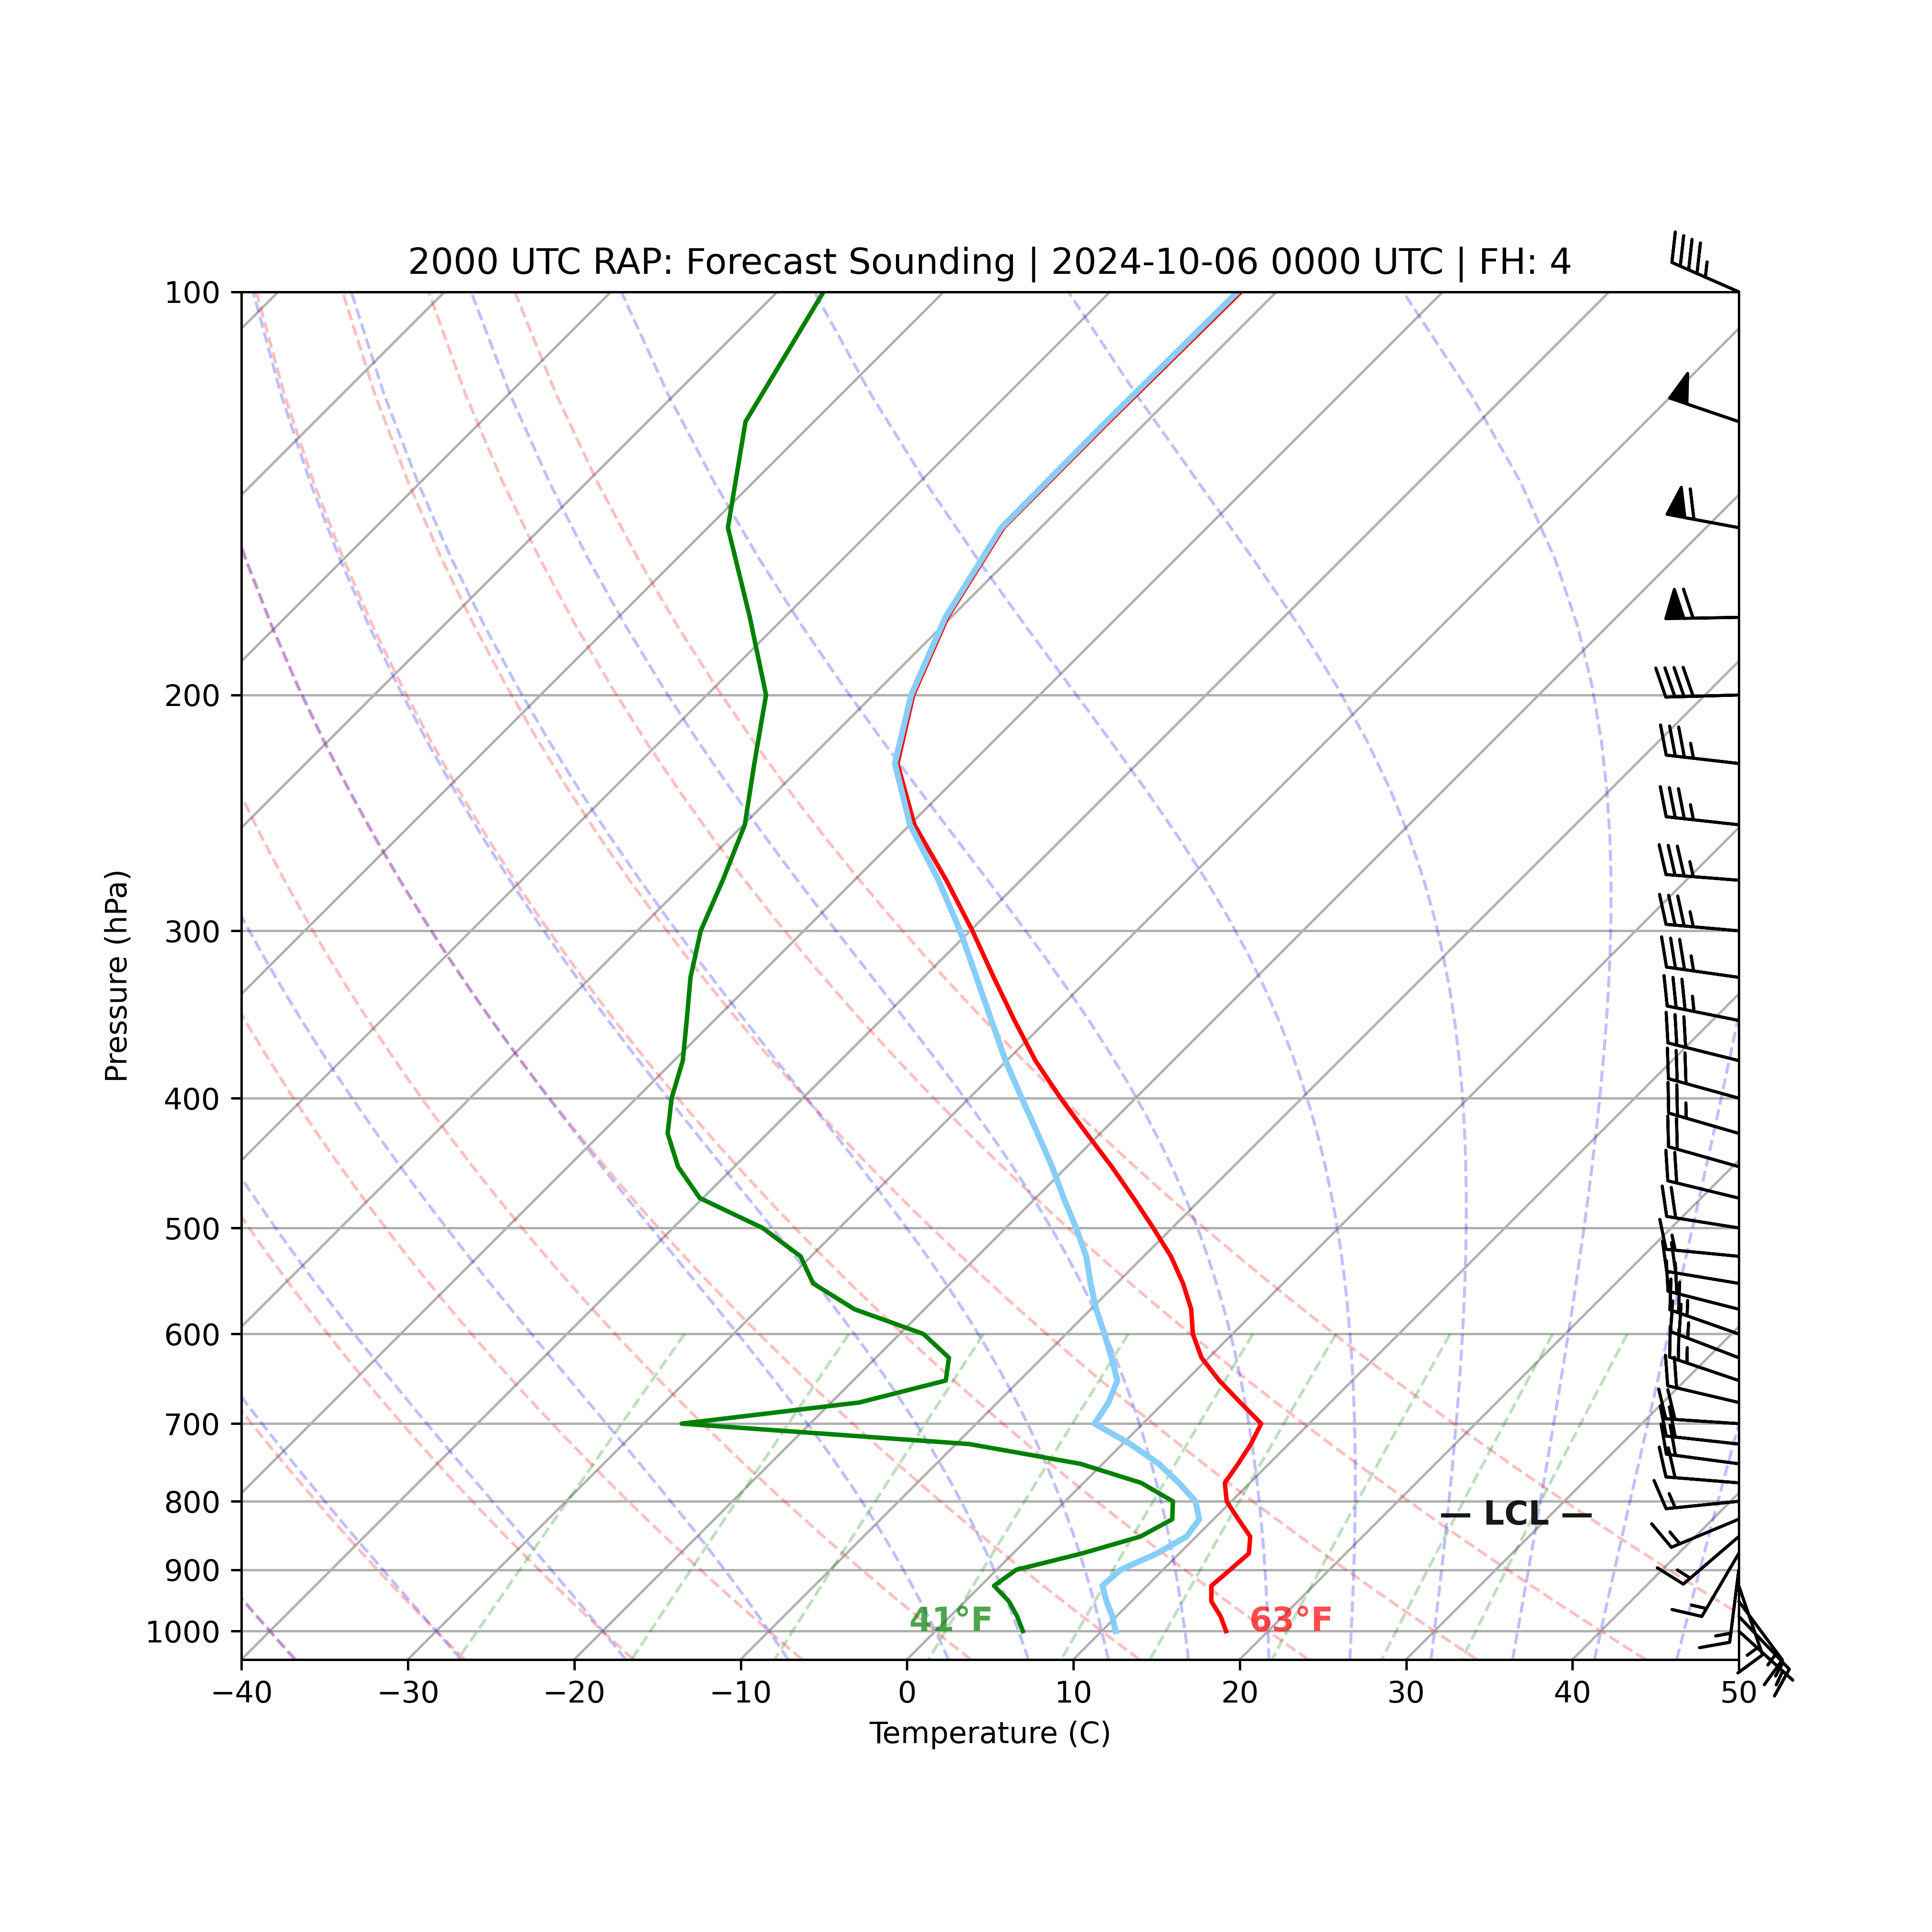 2000 UTC RAP: Forecast Sounding | 2024-10-06 0000 UTC | FH: 4
100
200
300
400
500
600
700
800
900
1000
Pressure (hPa)
— LCL —
41°F
63°F
−40 −30 −20 −10 0 10 20 30 40 50
Temperature (C)